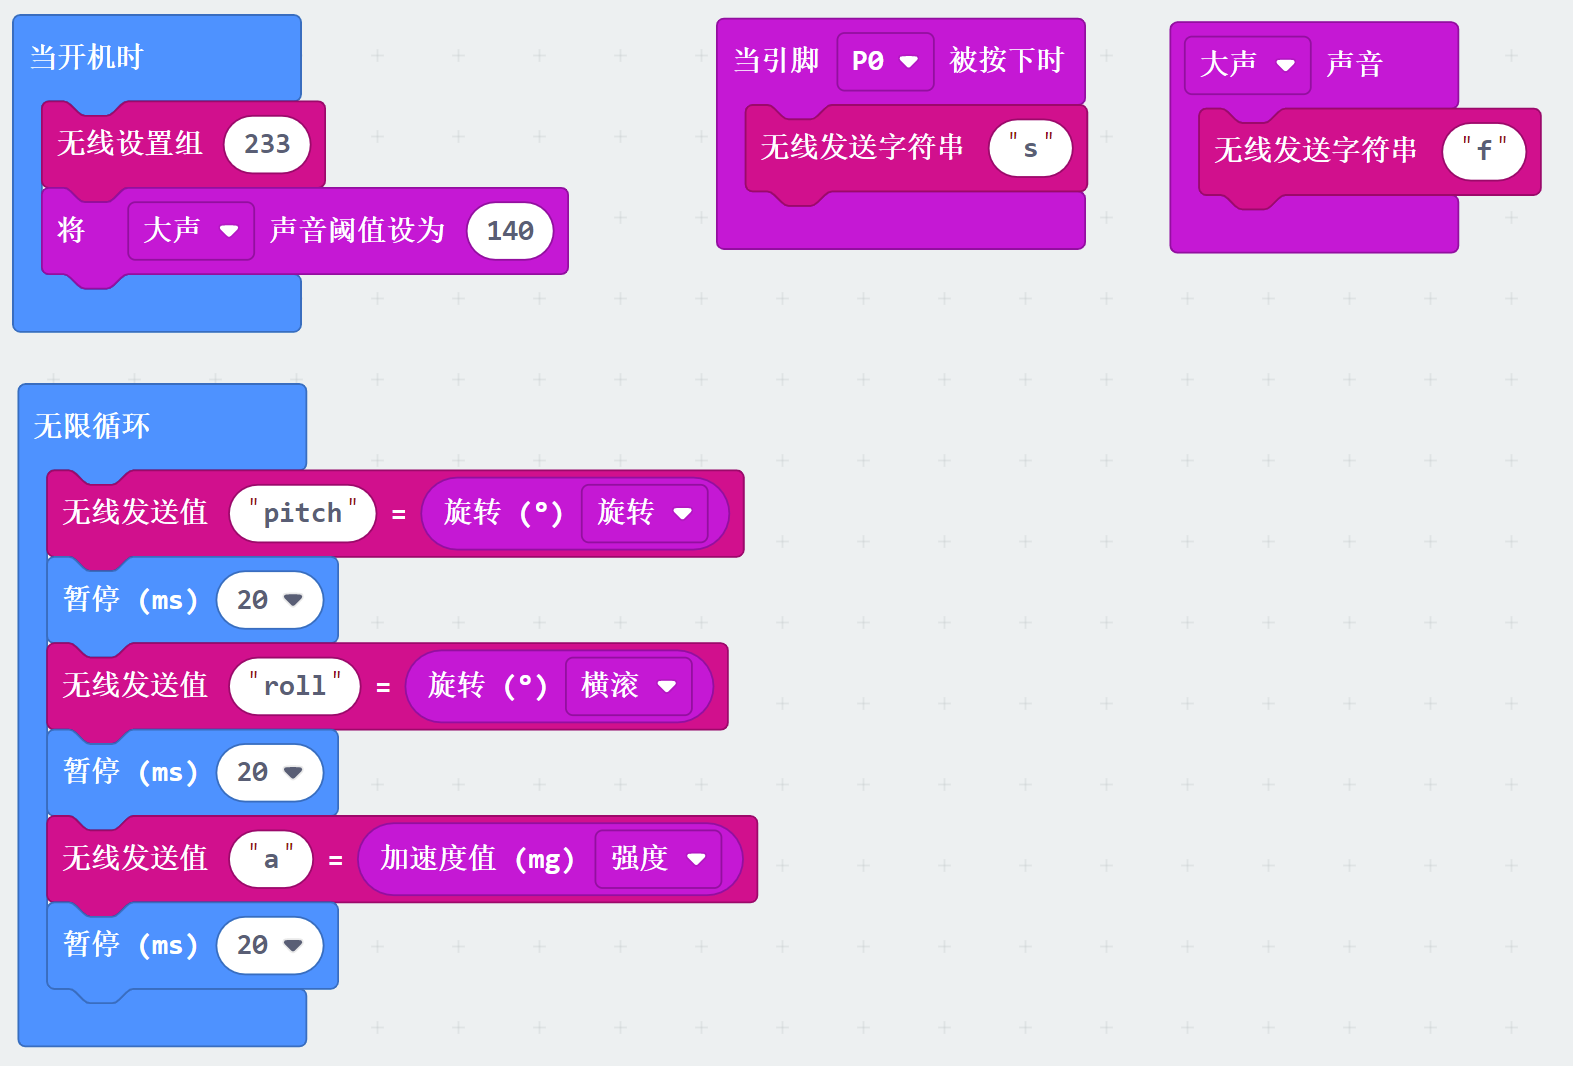 当开机时
无线设置组 233
将 大声 声音阈值设为 140
当引脚 P0 被按下时
无线发送字符串 "s"
大声 声音
无线发送字符串 "f"
无限循环
无线发送值 "pitch" = 旋转 (°) 旋转
暂停 (ms) 20
无线发送值 "roll" = 旋转 (°) 横滚
暂停 (ms) 20
无线发送值 "a" = 加速度值 (mg) 强度
暂停 (ms) 20